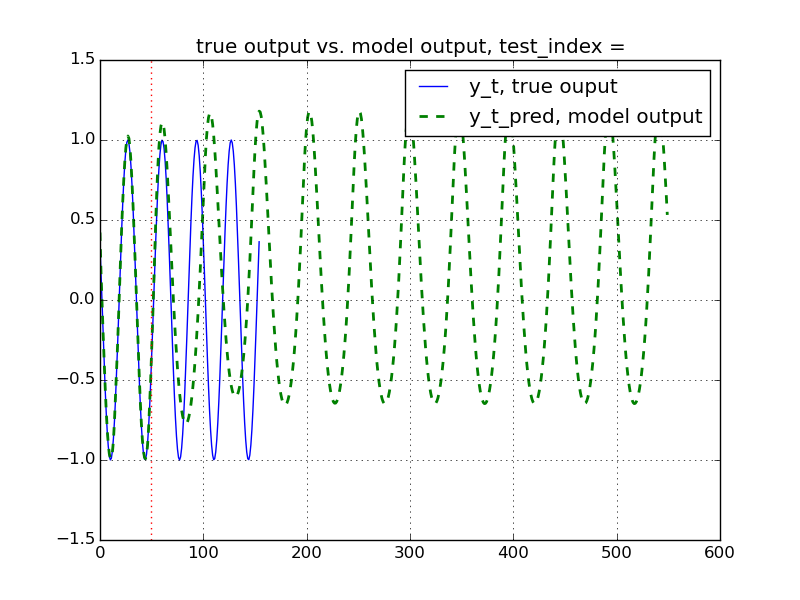 true output vs. model output, test_index =
y_t, true ouput
y_t_pred, model output
1.5
1.0
0.5
0.0
−0.5
−1.0
−1.5
0 100 200 300 400 500 600